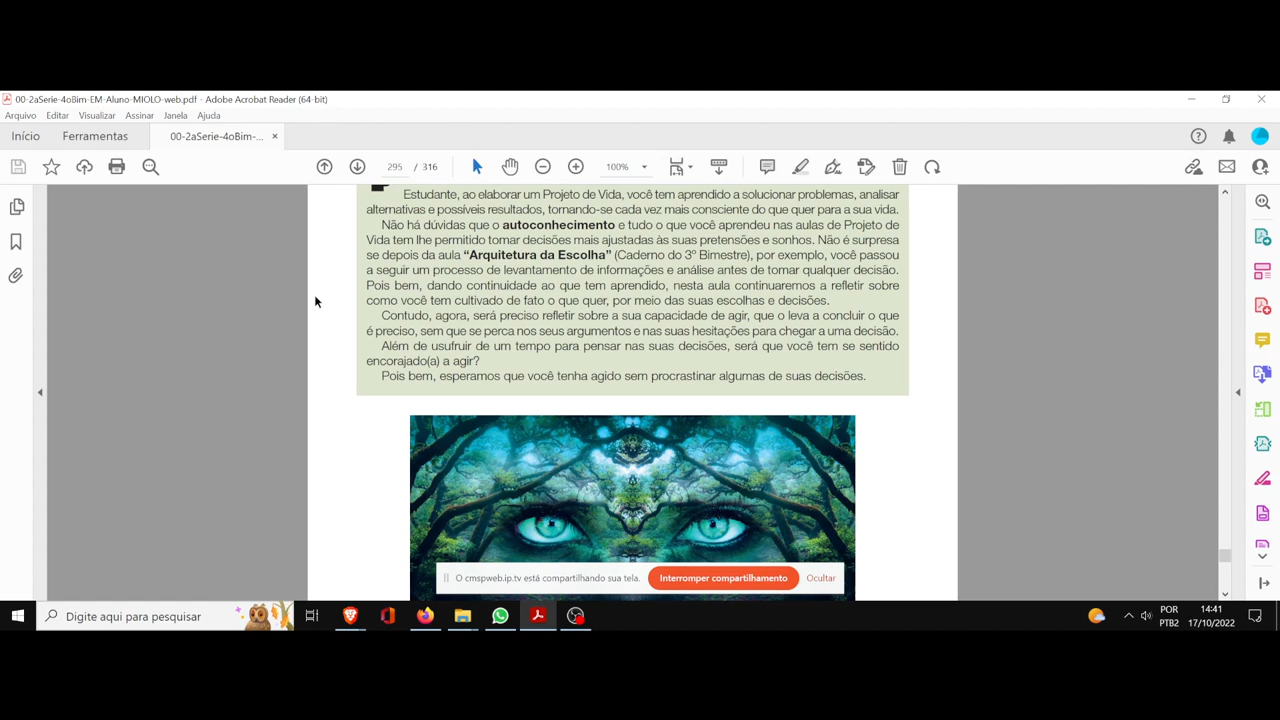 00-2aSerie-4oBim-EM-Aluno-MIOLO-web.pdf - Adobe Acrobat Reader (64-bit)
Arquivo Editar Visualizar Assinar Janela Ajuda
Início Ferramentas 00-2aSerie-4oBim-... ×
295 / 316 100%
Estudante, ao elaborar um Projeto de Vida, você tem aprendido a solucionar problemas, analisar
alternativas e possíveis resultados, tornando-se cada vez mais consciente do que quer para a sua vida.
Não há dúvidas que o autoconhecimento e tudo o que você aprendeu nas aulas de Projeto de
Vida tem lhe permitido tomar decisões mais ajustadas às suas pretensões e sonhos. Não é surpresa
se depois da aula “Arquitetura da Escolha” (Caderno do 3º Bimestre), por exemplo, você passou
a seguir um processo de levantamento de informações e análise antes de tomar qualquer decisão.
Pois bem, dando continuidade ao que tem aprendido, nesta aula continuaremos a refletir sobre
como você tem cultivado de fato o que quer, por meio das suas escolhas e decisões.
Contudo, agora, será preciso refletir sobre a sua capacidade de agir, que o leva a concluir o que
é preciso, sem que se perca nos seus argumentos e nas suas hesitações para chegar a uma decisão.
Além de usufruir de um tempo para pensar nas suas decisões, será que você tem se sentido
encorajado(a) a agir?
Pois bem, esperamos que você tenha agido sem procrastinar algumas de suas decisões.
O cmspweb.ip.tv está compartilhando sua tela. Interromper compartilhamento Ocultar
Digite aqui para pesquisar
POR 14:41
PTB2 17/10/2022